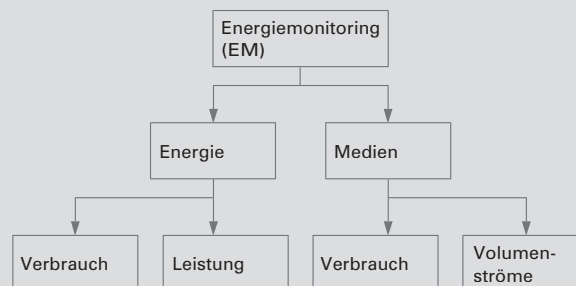 Energiemonitoring
(EM)
Energie
Medien
Verbrauch
Leistung
Verbrauch
Volumen-
ströme